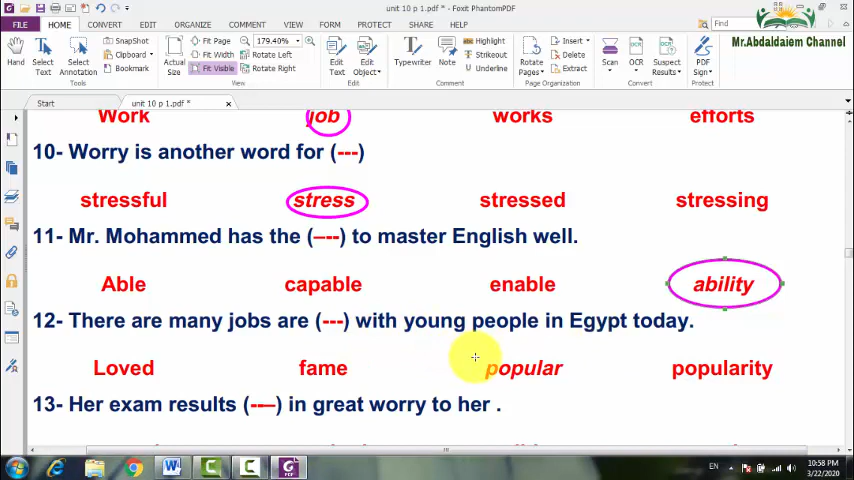 unit 10 p 1.pdf * - Foxit PhantomPDF
FILE HOME CONVERT EDIT ORGANIZE COMMENT VIEW FORM PROTECT SHARE HELP
Find
Mr.Abdaldaiem Channel
Hand
Select Text
Select Annotation
SnapShot
Clipboard
Bookmark
Tools
Actual Size
Fit Page
Fit Width
Fit Visible
179.40%
Rotate Left
Rotate Right
View
Edit Text
Edit Object
Edit
Typewriter
Note
Highlight
Strikeout
Underline
Comment
Rotate Pages
Insert
Delete
Extract
Page Organization
Scan
OCR
Suspect Results
Convert
PDF Sign
Protect
Start
unit 10 p 1.pdf *
Work job works efforts
10- Worry is another word for (---)
stressful stress stressed stressing
11- Mr. Mohammed has the (----) to master English well.
Able capable enable ability
12- There are many jobs are (---) with young people in Egypt today.
Loved fame popular popularity
13- Her exam results (----) in great worry to her .
EN
10:58 PM
3/22/2020